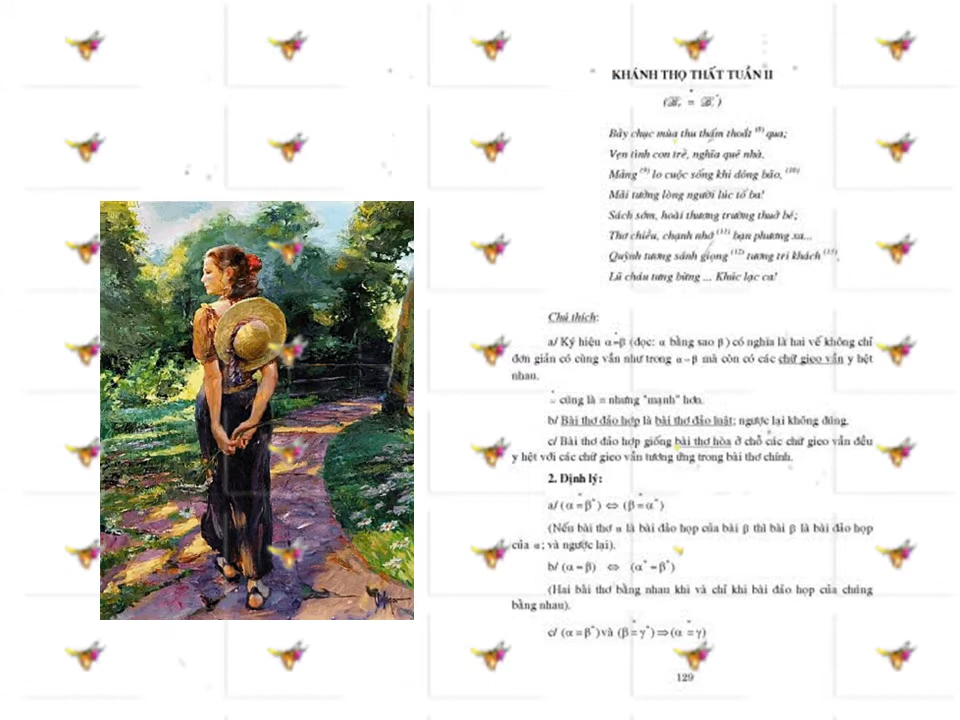 KHÁNH THỌ THẤT TUẦN II
Bảy chục mùa thu thấm thoắt (8) qua;
Vẹn tình con trẻ, nghĩa quê nhà.
Mảng (9) lo cuộc sống khi dông bão, (10)
Mãi tưởng lòng người lúc tố ba!
Sách sớm, hoài thương trường thuở bé;
Thơ chiều, chạnh nhớ (11) bạn phương xa...
Quỳnh tương sánh giọng (12) tương tri khách (13),
Lũ cháu tưng bừng ... Khúc lạc ca!
Chú thích:
a/ Ký hiệu α=β (đọc: α bằng sao β) có nghĩa là hai vế không chỉ
đơn giản có cùng vần như trong α – β mà còn có các chữ gieo vần y hệt
nhau.
cũng là = nhưng "mạnh" hơn.
b/ Bài thơ đảo họp là bài thơ đảo luật; ngược lại không đúng.
c/ Bài thơ đảo hợp giống bài thơ hòa ở chỗ các chữ gieo vần đều
y hệt với các chữ gieo vần tương ứng trong bài thơ chính.
2. Định lý:
a/ (α = β*) ⇔ (β = α*)
(Nếu bài thơ α là bài đảo họp của bài β thì bài β là bài đảo họp
của α; và ngược lại).
b/ (α = β) ⇔ (α* = β*)
(Hai bài thơ bằng nhau khi và chỉ khi bài đảo họp của chúng
bằng nhau).
c/ (α = β*) và (β = γ*) ⇒ (α = γ)
129